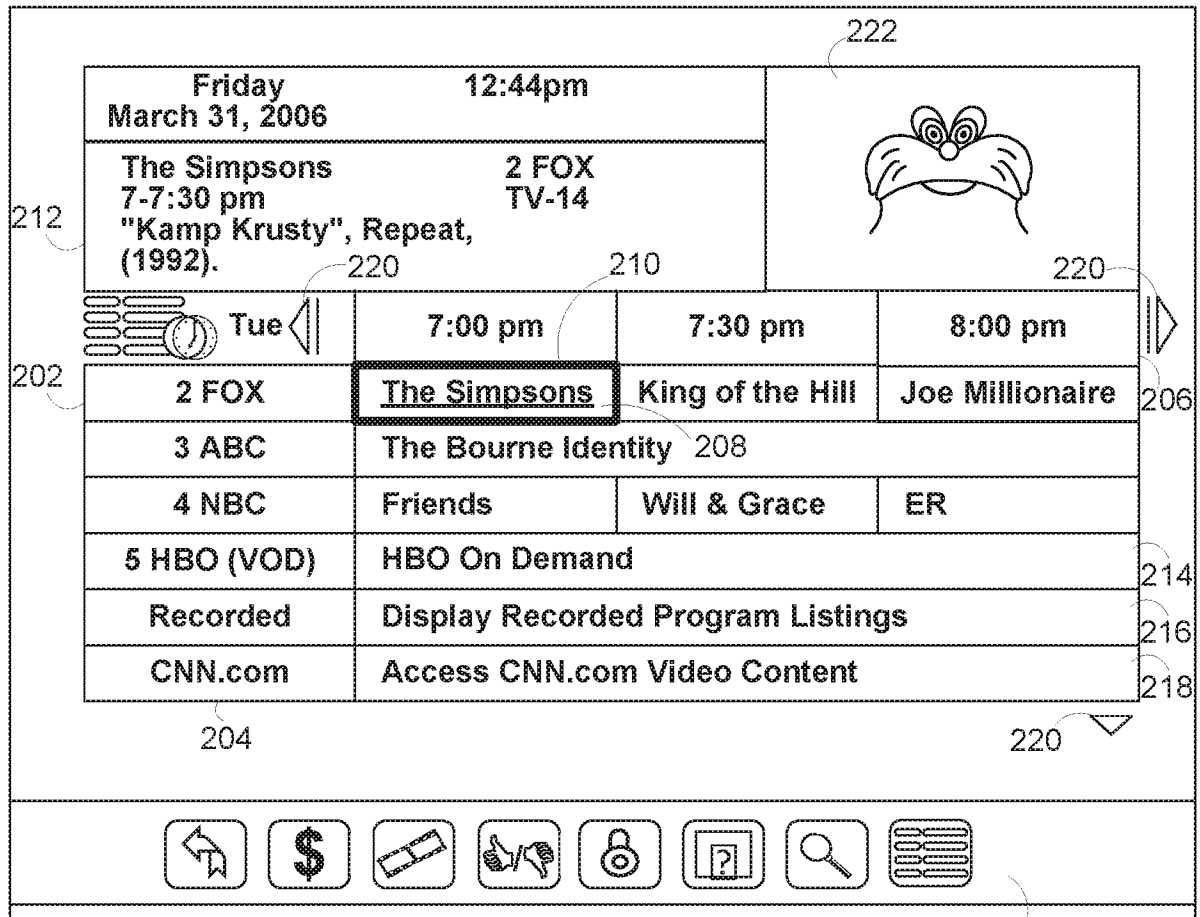 222
Friday 12:44pm
March 31, 2006
The Simpsons 2 FOX
7-7:30 pm TV-14
"Kamp Krusty", Repeat,
(1992).
212
220 210 220
Tue 7:00 pm 7:30 pm 8:00 pm
202
2 FOX The Simpsons King of the Hill Joe Millionaire
206
3 ABC The Bourne Identity 208
4 NBC Friends Will & Grace ER
5 HBO (VOD) HBO On Demand
214
Recorded Display Recorded Program Listings
216
CNN.com Access CNN.com Video Content
218
204 220
$ ?